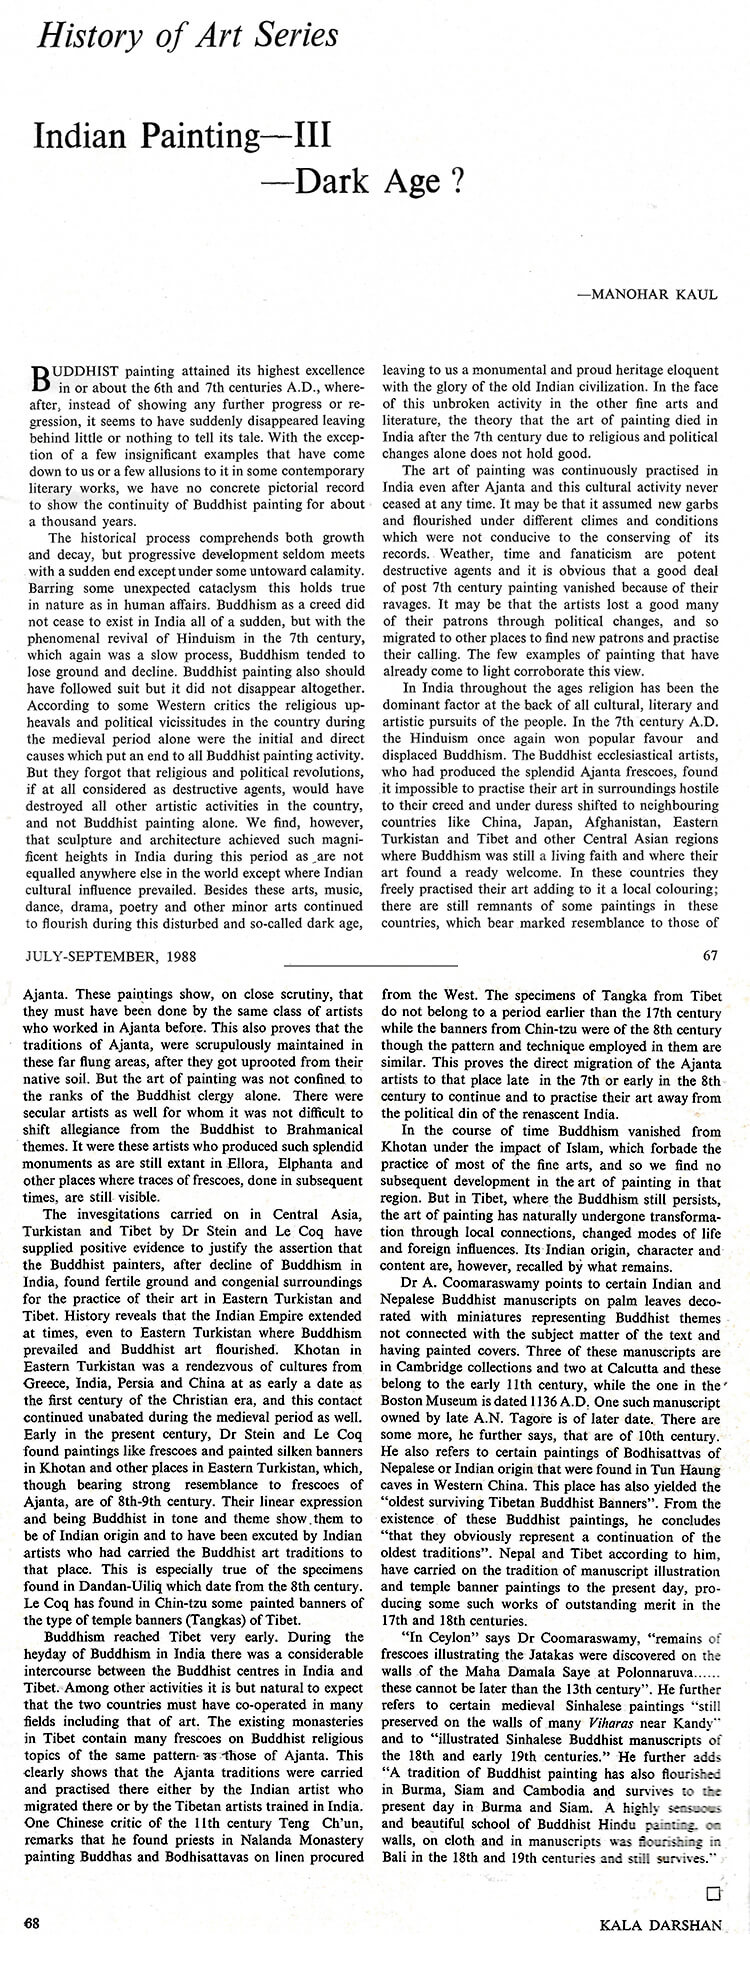 History of Art Series
Indian Painting—III
—Dark Age ?
—MANOHAR KAUL
BUDDHIST painting attained its highest excellence
in or about the 6th and 7th centuries A.D., where-
after, instead of showing any further progress or re-
gression, it seems to have suddenly disappeared leaving
behind little or nothing to tell its tale. With the excep-
tion of a few insignificant examples that have come
down to us or a few allusions to it in some contemporary
literary works, we have no concrete pictorial record
to show the continuity of Buddhist painting for about
a thousand years.
The historical process comprehends both growth
and decay, but progressive development seldom meets
with a sudden end except under some untoward calamity.
Barring some unexpected cataclysm this holds true
in nature as in human affairs. Buddhism as a creed did
not cease to exist in India all of a sudden, but with the
phenomenal revival of Hinduism in the 7th century,
which again was a slow process, Buddhism tended to
lose ground and decline. Buddhist painting also should
have followed suit but it did not disappear altogether.
According to some Western critics the religious up-
heavals and political vicissitudes in the country during
the medieval period alone were the initial and direct
causes which put an end to all Buddhist painting activity.
But they forgot that religious and political revolutions,
if at all considered as destructive agents, would have
destroyed all other artistic activities in the country,
and not Buddhist painting alone. We find, however,
that sculpture and architecture achieved such magni-
ficent heights in India during this period as are not
equalled anywhere else in the world except where Indian
cultural influence prevailed. Besides these arts, music,
dance, drama, poetry and other minor arts continued
to flourish during this disturbed and so-called dark age,
leaving to us a monumental and proud heritage eloquent
with the glory of the old Indian civilization. In the face
of this unbroken activity in the other fine arts and
literature, the theory that the art of painting died in
India after the 7th century due to religious and political
changes alone does not hold good.
The art of painting was continuously practised in
India even after Ajanta and this cultural activity never
ceased at any time. It may be that it assumed new garbs
and flourished under different climes and conditions
which were not conducive to the conserving of its
records. Weather, time and fanaticism are potent
destructive agents and it is obvious that a good deal
of post 7th century painting vanished because of their
ravages. It may be that the artists lost a good many
of their patrons through political changes, and so
migrated to other places to find new patrons and practise
their calling. The few examples of painting that have
already come to light corroborate this view.
In India throughout the ages religion has been the
dominant factor at the back of all cultural, literary and
artistic pursuits of the people. In the 7th century A.D.
the Hinduism once again won popular favour and
displaced Buddhism. The Buddhist ecclesiastical artists,
who had produced the splendid Ajanta frescoes, found
it impossible to practise their art in surroundings hostile
to their creed and under duress shifted to neighbouring
countries like China, Japan, Afghanistan, Eastern
Turkistan and Tibet and other Central Asian regions
where Buddhism was still a living faith and where their
art found a ready welcome. In these countries they
freely practised their art adding to it a local colouring;
there are still remnants of some paintings in these
countries, which bear marked resemblance to those of
JULY-SEPTEMBER, 1988
67
Ajanta. These paintings show, on close scrutiny, that
they must have been done by the same class of artists
who worked in Ajanta before. This also proves that the
traditions of Ajanta, were scrupulously maintained in
these far flung areas, after they got uprooted from their
native soil. But the art of painting was not confined to
the ranks of the Buddhist clergy alone. There were
secular artists as well for whom it was not difficult to
shift allegiance from the Buddhist to Brahmanical
themes. It were these artists who produced such splendid
monuments as are still extant in Ellora, Elphanta and
other places where traces of frescoes, done in subsequent
times, are still visible.
The invesgitations carried on in Central Asia,
Turkistan and Tibet by Dr Stein and Le Coq have
supplied positive evidence to justify the assertion that
the Buddhist painters, after decline of Buddhism in
India, found fertile ground and congenial surroundings
for the practice of their art in Eastern Turkistan and
Tibet. History reveals that the Indian Empire extended
at times, even to Eastern Turkistan where Buddhism
prevailed and Buddhist art flourished. Khotan in
Eastern Turkistan was a rendezvous of cultures from
Greece, India, Persia and China at as early a date as
the first century of the Christian era, and this contact
continued unabated during the medieval period as well.
Early in the present century, Dr Stein and Le Coq
found paintings like frescoes and painted silken banners
in Khotan and other places in Eastern Turkistan, which,
though bearing strong resemblance to frescoes of
Ajanta, are of 8th-9th century. Their linear expression
and being Buddhist in tone and theme show them to
be of Indian origin and to have been excuted by Indian
artists who had carried the Buddhist art traditions to
that place. This is especially true of the specimens
found in Dandan-Uiliq which date from the 8th century.
Le Coq has found in Chin-tzu some painted banners of
the type of temple banners (Tangkas) of Tibet.
Buddhism reached Tibet very early. During the
heyday of Buddhism in India there was a considerable
intercourse between the Buddhist centres in India and
Tibet. Among other activities it is but natural to expect
that the two countries must have co-operated in many
fields including that of art. The existing monasteries
in Tibet contain many frescoes on Buddhist religious
topics of the same pattern as those of Ajanta. This
clearly shows that the Ajanta traditions were carried
and practised there either by the Indian artist who
migrated there or by the Tibetan artists trained in India.
One Chinese critic of the 11th century Teng Ch'un,
remarks that he found priests in Nalanda Monastery
painting Buddhas and Bodhisattavas on linen procured
from the West. The specimens of Tangka from Tibet
do not belong to a period earlier than the 17th century
while the banners from Chin-tzu were of the 8th century
though the pattern and technique employed in them are
similar. This proves the direct migration of the Ajanta
artists to that place late in the 7th or early in the 8th
century to continue and to practise their art away from
the political din of the renascent India.
In the course of time Buddhism vanished from
Khotan under the impact of Islam, which forbade the
practice of most of the fine arts, and so we find no
subsequent development in the art of painting in that
region. But in Tibet, where the Buddhism still persists,
the art of painting has naturally undergone transforma-
tion through local connections, changed modes of life
and foreign influences. Its Indian origin, character and
content are, however, recalled by what remains.
Dr A. Coomaraswamy points to certain Indian and
Nepalese Buddhist manuscripts on palm leaves deco-
rated with miniatures representing Buddhist themes
not connected with the subject matter of the text and
having painted covers. Three of these manuscripts are
in Cambridge collections and two at Calcutta and these
belong to the early 11th century, while the one in the
Boston Museum is dated 1136 A.D. One such manuscript
owned by late A.N. Tagore is of later date. There are
some more, he further says, that are of 10th century.
He also refers to certain paintings of Bodhisattvas of
Nepalese or Indian origin that were found in Tun Haung
caves in Western China. This place has also yielded the
"oldest surviving Tibetan Buddhist Banners". From the
existence of these Buddhist paintings, he concludes
"that they obviously represent a continuation of the
oldest traditions". Nepal and Tibet according to him,
have carried on the tradition of manuscript illustration
and temple banner paintings to the present day, pro-
ducing some such works of outstanding merit in the
17th and 18th centuries.
"In Ceylon" says Dr Coomaraswamy, "remains of
frescoes illustrating the Jatakas were discovered on the
walls of the Maha Damala Saye at Polonnaruva......
these cannot be later than the 13th century". He further
refers to certain medieval Sinhalese paintings "still
preserved on the walls of many Viharas near Kandy"
and to "illustrated Sinhalese Buddhist manuscripts of
the 18th and early 19th centuries." He further adds
"A tradition of Buddhist painting has also flourished
in Burma, Siam and Cambodia and survives to the
present day in Burma and Siam. A highly sensuous
and beautiful school of Buddhist Hindu painting, on
walls, on cloth and in manuscripts was flourishing in
Bali in the 18th and 19th centuries and still survives."
68
KALA DARSHAN